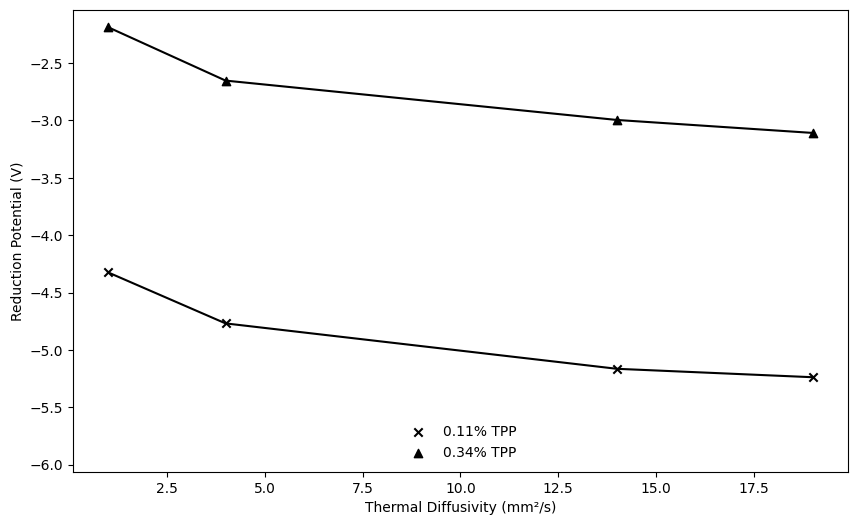 −2.5
−3.0
−3.5
−4.0
−4.5
−5.0
−5.5
−6.0
Reduction Potential (V)
0.11% TPP
0.34% TPP
2.5 5.0 7.5 10.0 12.5 15.0 17.5
Thermal Diffusivity (mm²/s)